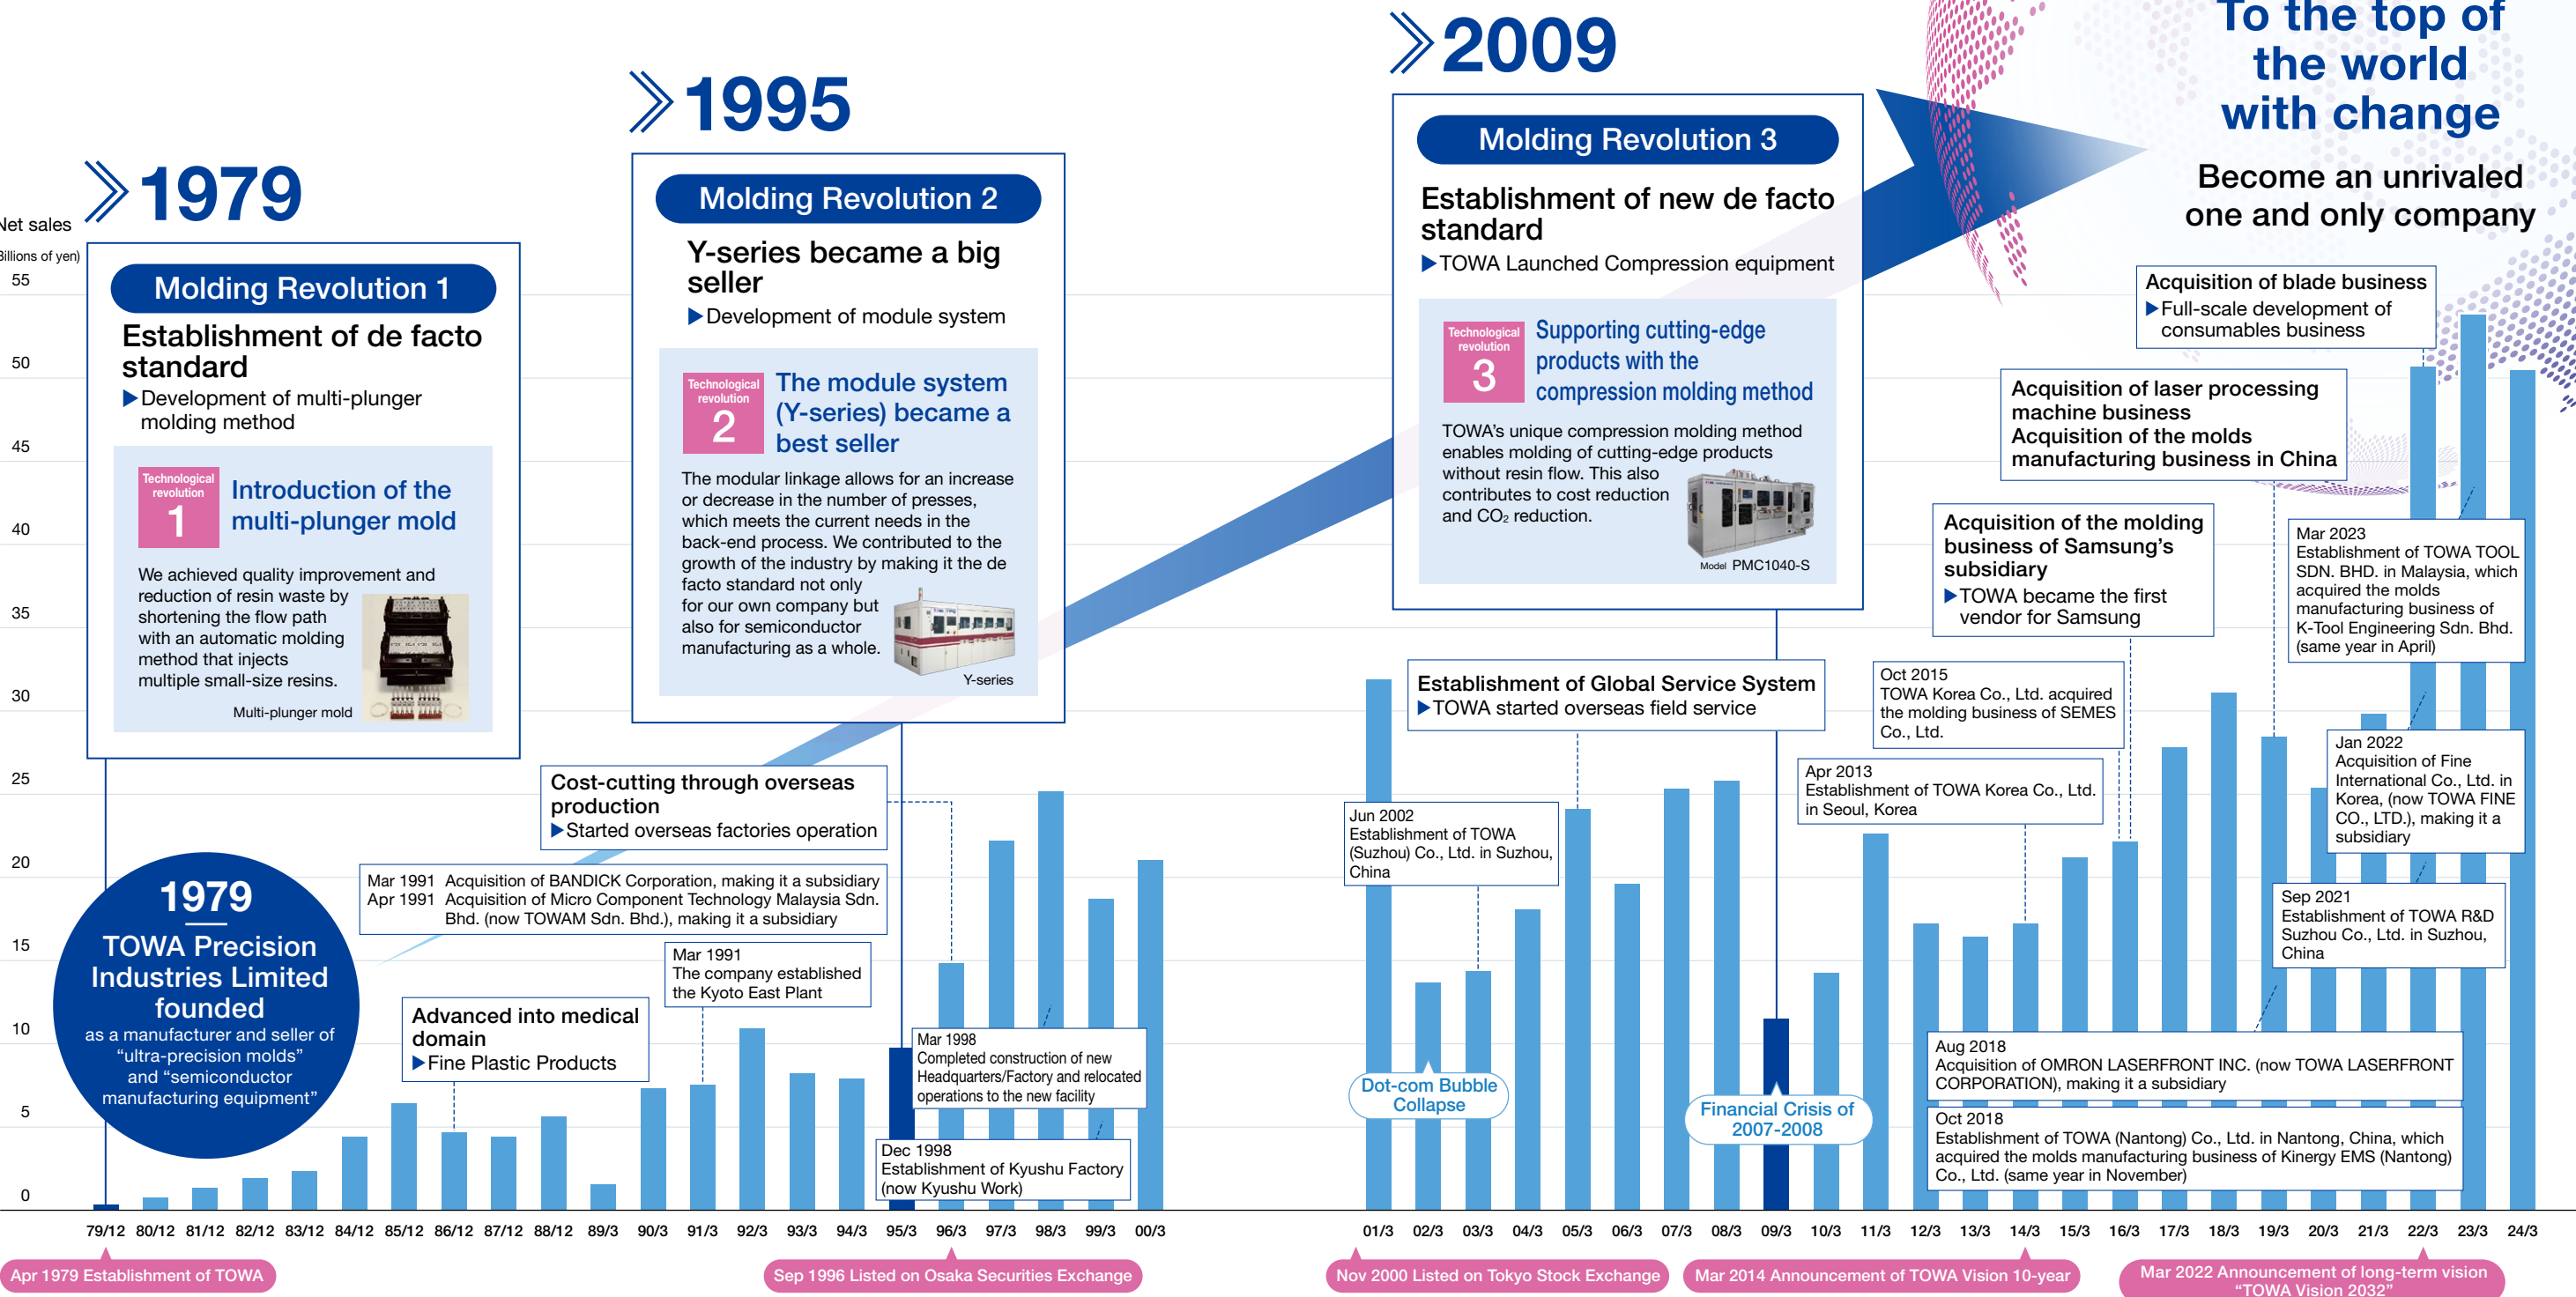 To the top of
the world
with change
Become an unrivaled
one and only company
1979
Molding Revolution 1
Establishment of de facto
standard
▶Development of multi-plunger
molding method
Technological
revolution
1
Introduction of the
multi-plunger mold
We achieved quality improvement and
reduction of resin waste by
shortening the flow path
with an automatic molding
method that injects
multiple small-size resins.
Multi-plunger mold
1995
Molding Revolution 2
Y-series became a big
seller
▶Development of module system
Technological
revolution
2
The module system
(Y-series) became a
best seller
The modular linkage allows for an increase
or decrease in the number of presses,
which meets the current needs in the
back-end process. We contributed to the
growth of the industry by making it the de
facto standard not only
for our own company but
also for semiconductor
manufacturing as a whole.
Y-series
2009
Molding Revolution 3
Establishment of new de facto
standard
▶TOWA Launched Compression equipment
Technological
revolution
3
Supporting cutting-edge
products with the
compression molding method
TOWA's unique compression molding method
enables molding of cutting-edge products
without resin flow. This also
contributes to cost reduction
and CO₂ reduction.
Model PMC1040-S
Net sales
Billions of yen)
55
50
45
40
35
30
25
20
15
10
5
0
1979
TOWA Precision
Industries Limited
founded
as a manufacturer and seller of
“ultra-precision molds”
and “semiconductor
manufacturing equipment”
Cost-cutting through overseas
production
▶Started overseas factories operation
Mar 1991 Acquisition of BANDICK Corporation, making it a subsidiary
Apr 1991 Acquisition of Micro Component Technology Malaysia Sdn.
Bhd. (now TOWAM Sdn. Bhd.), making it a subsidiary
Mar 1991
The company established
the Kyoto East Plant
Advanced into medical
domain
▶Fine Plastic Products
Mar 1998
Completed construction of new
Headquarters/Factory and relocated
operations to the new facility
Dec 1998
Establishment of Kyushu Factory
(now Kyushu Work)
Establishment of Global Service System
▶TOWA started overseas field service
Jun 2002
Establishment of TOWA
(Suzhou) Co., Ltd. in Suzhou,
China
Dot-com Bubble
Collapse
Financial Crisis of
2007-2008
Acquisition of blade business
▶Full-scale development of
consumables business
Acquisition of laser processing
machine business
Acquisition of the molds
manufacturing business in China
Acquisition of the molding
business of Samsung's
subsidiary
▶TOWA became the first
vendor for Samsung
Mar 2023
Establishment of TOWA TOOL
SDN. BHD. in Malaysia, which
acquired the molds
manufacturing business of
K-Tool Engineering Sdn. Bhd.
(same year in April)
Oct 2015
TOWA Korea Co., Ltd. acquired
the molding business of SEMES
Co., Ltd.
Apr 2013
Establishment of TOWA Korea Co., Ltd.
in Seoul, Korea
Jan 2022
Acquisition of Fine
International Co., Ltd. in
Korea, (now TOWA FINE
CO., LTD.), making it a
subsidiary
Sep 2021
Establishment of TOWA R&D
Suzhou Co., Ltd. in Suzhou,
China
Aug 2018
Acquisition of OMRON LASERFRONT INC. (now TOWA LASERFRONT
CORPORATION), making it a subsidiary
Oct 2018
Establishment of TOWA (Nantong) Co., Ltd. in Nantong, China, which
acquired the molds manufacturing business of Kinergy EMS (Nantong)
Co., Ltd. (same year in November)
79/12 80/12 81/12 82/12 83/12 84/12 85/12 86/12 87/12 88/12 89/3 90/3 91/3 92/3 93/3 94/3 95/3 96/3 97/3 98/3 99/3 00/3 01/3 02/3 03/3 04/3 05/3 06/3 07/3 08/3 09/3 10/3 11/3 12/3 13/3 14/3 15/3 16/3 17/3 18/3 19/3 20/3 21/3 22/3 23/3 24/3
Apr 1979 Establishment of TOWA
Sep 1996 Listed on Osaka Securities Exchange
Nov 2000 Listed on Tokyo Stock Exchange
Mar 2014 Announcement of TOWA Vision 10-year
Mar 2022 Announcement of long-term vision
“TOWA Vision 2032”